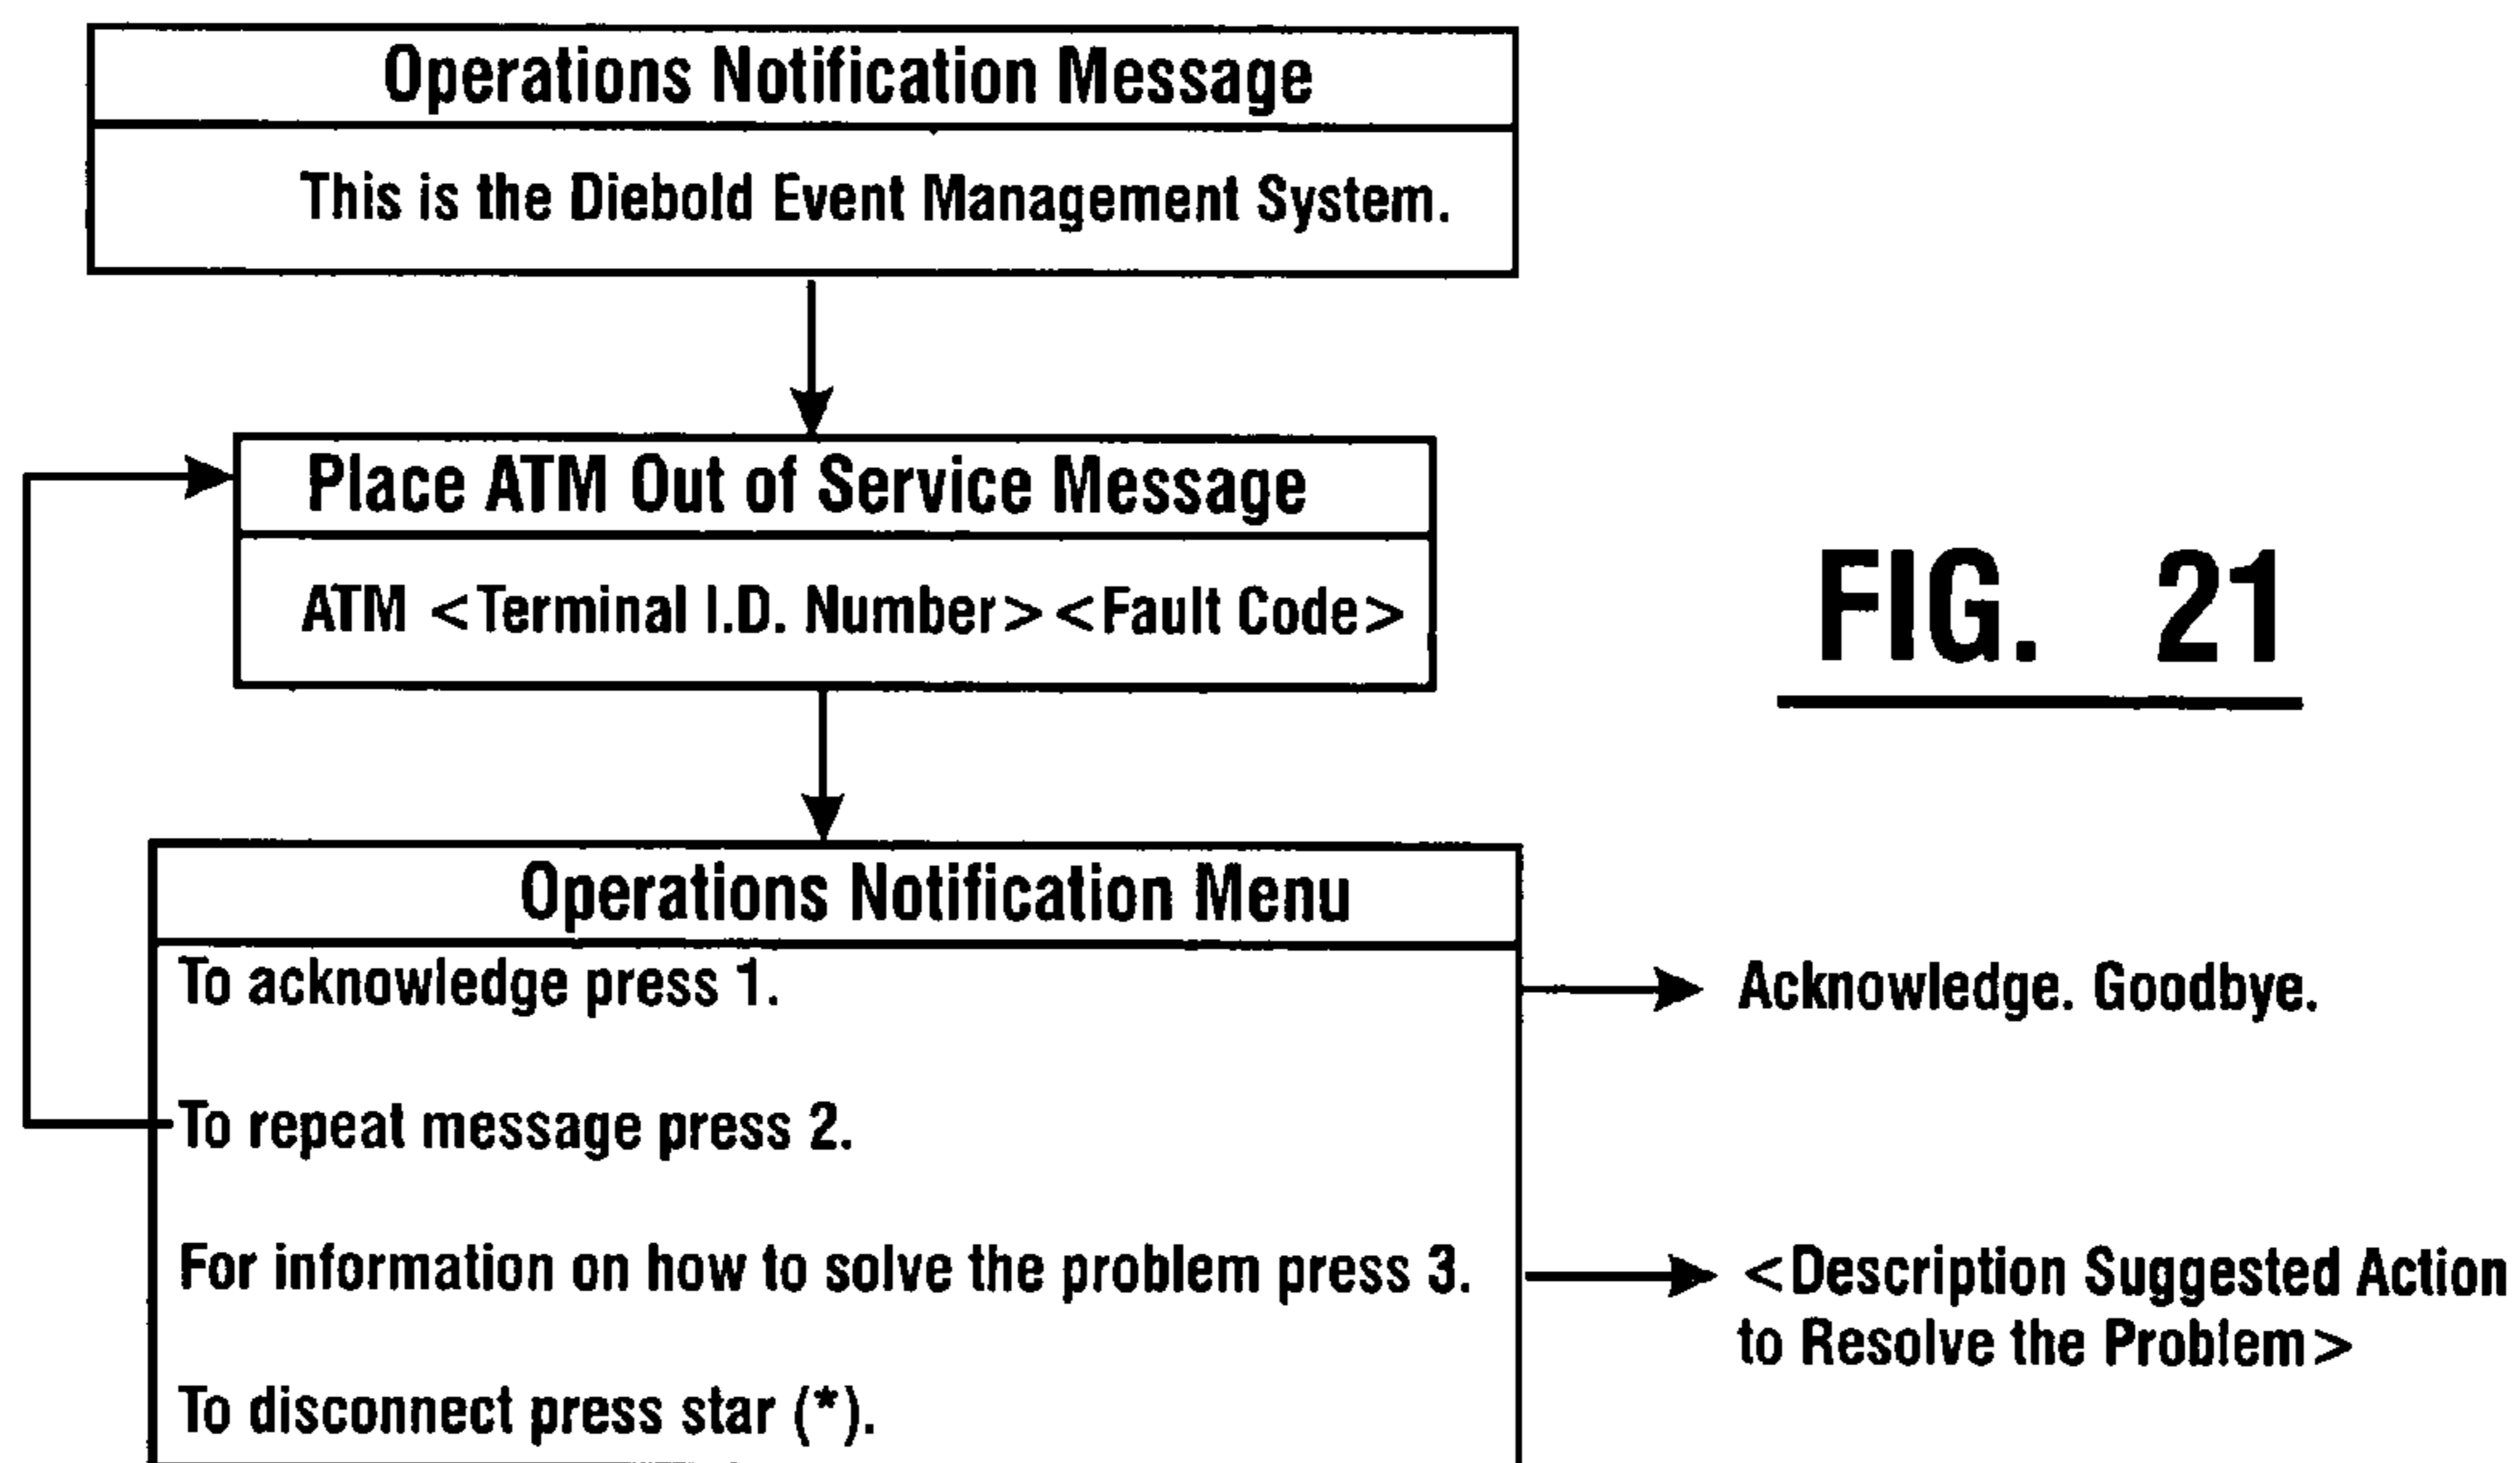 Operations Notification Message
This is the Diebold Event Management System.
Place ATM Out of Service Message
ATM <Terminal I.D. Number><Fault Code>
FIG. 21
Operations Notification Menu
To acknowledge press 1.
Acknowledge. Goodbye.
To repeat message press 2.
For information on how to solve the problem press 3.
<Description Suggested Action
to Resolve the Problem>
To disconnect press star (*).